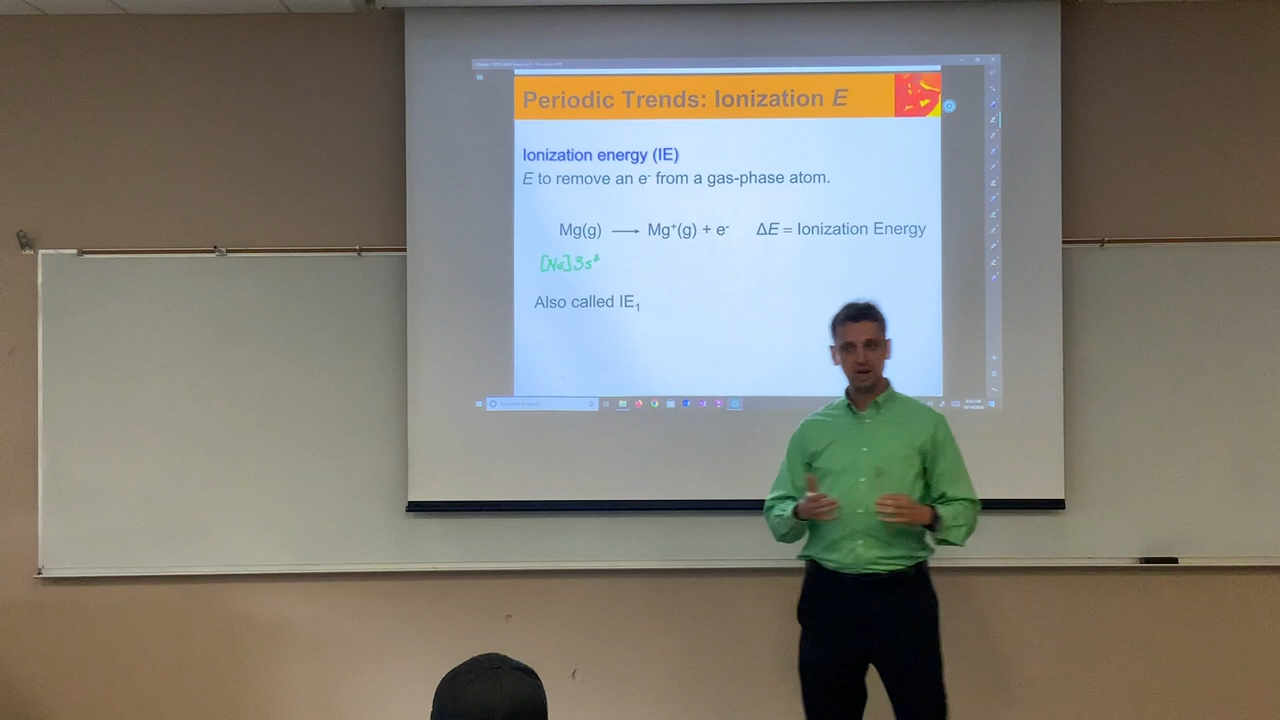 Periodic Trends: Ionization E
Ionization energy (IE)
E to remove an e⁻ from a gas-phase atom.
Mg(g) ⟶ Mg⁺(g) + e⁻ ΔE = Ionization Energy
[Ne]3s²
Also called IE₁